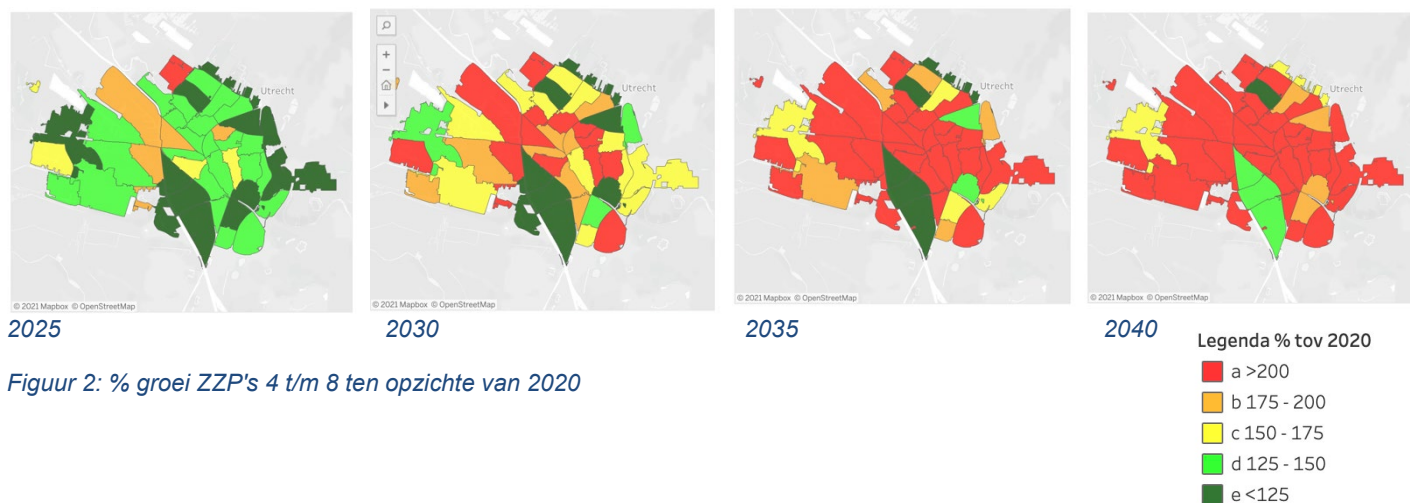 Utrecht
Utrecht
Utrecht
Utrecht
© 2021 Mapbox © OpenStreetMap
© 2021 Mapbox © OpenStreetMap
© 2021 Mapbox © OpenStreetMap
© 2021 Mapbox © OpenStreetMap
2025
2030
2035
2040
Legenda % tov 2020
Figuur 2: % groei ZZP's 4 t/m 8 ten opzichte van 2020
a >200
b 175 - 200
c 150 - 175
d 125 - 150
e <125